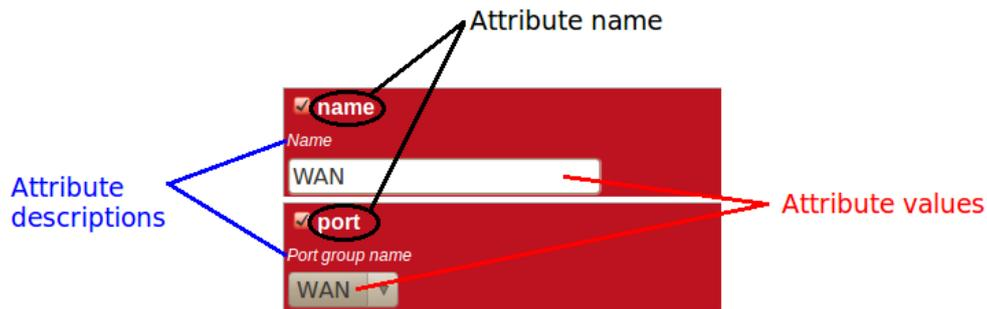 Attribute name
name
Name
WAN
Attribute
descriptions
Attribute values
port
Port group name
WAN